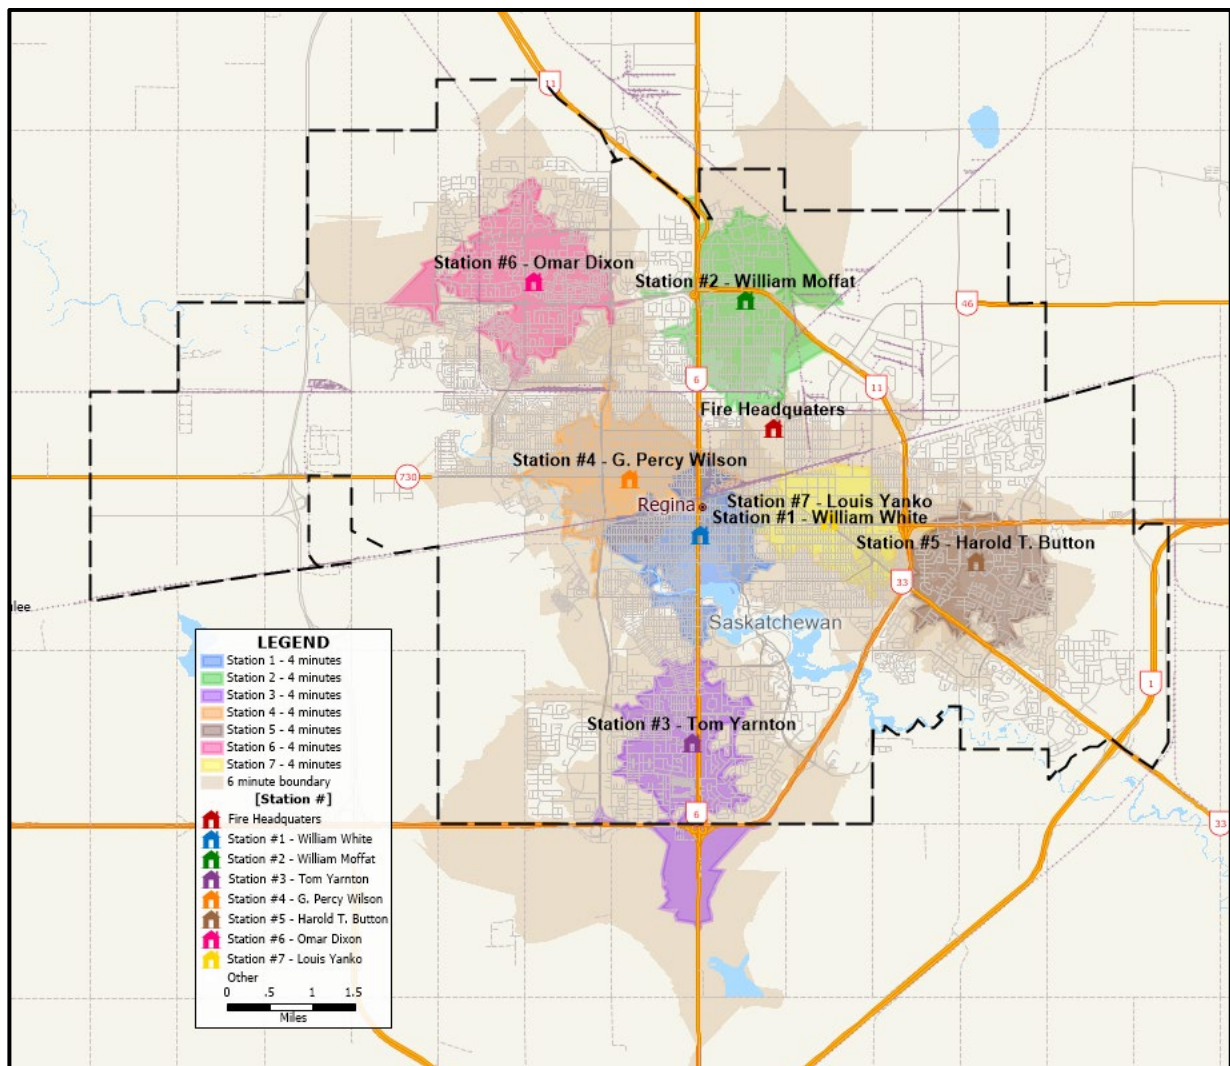 11
Station #6 - Omar Dixon
Station #2 - William Moffat
46
6
11
Fire Headquaters
Station #4 - G. Percy Wilson
730
Regina
Station #7 - Louis Yanko
Station #1 - William White
Station #5 - Harold T. Button
33
lee
Saskatchewan
1
Station #3 - Tom Yarnton
6
33
LEGEND
Station 1 - 4 minutes
Station 2 - 4 minutes
Station 3 - 4 minutes
Station 4 - 4 minutes
Station 5 - 4 minutes
Station 6 - 4 minutes
Station 7 - 4 minutes
6 minute boundary
[Station #]
Fire Headquaters
Station #1 - William White
Station #2 - William Moffat
Station #3 - Tom Yarnton
Station #4 - G. Percy Wilson
Station #5 - Harold T. Button
Station #6 - Omar Dixon
Station #7 - Louis Yanko
Other
0 .5 1 1.5
Miles